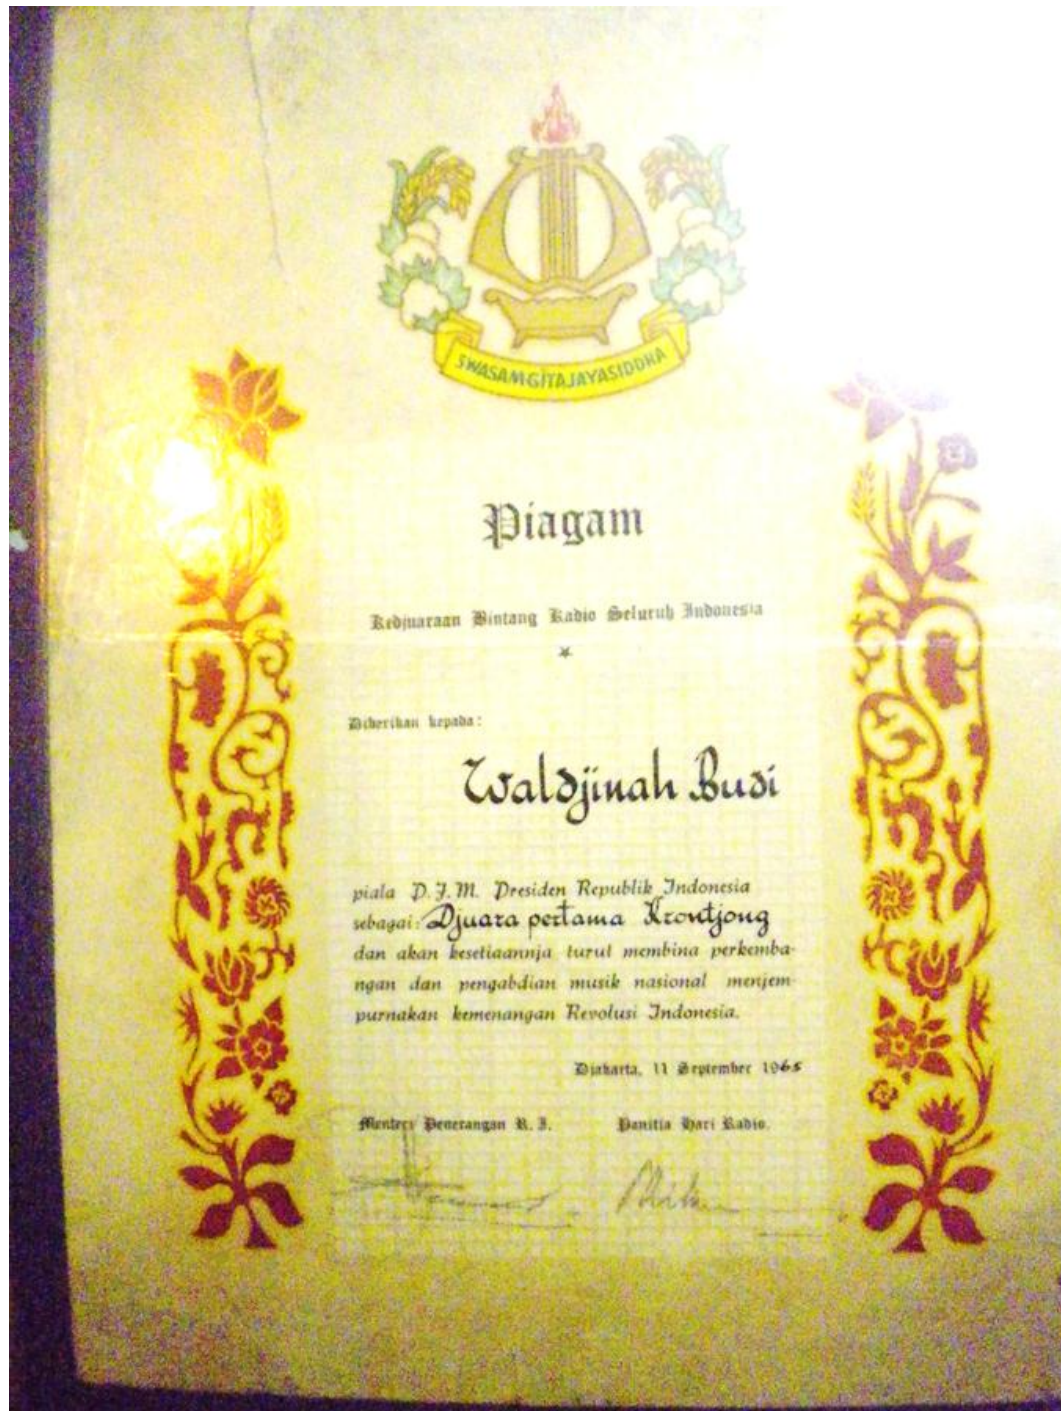 SWASAMGITAJAYASIDDHA
Piagam
Kedjuaraan Bintang Radio Seluruh Indonesia
*
Diberikan kepada:
Waldjinah Budi
piala P.J.M. Presiden Republik Indonesia
sebagai: Djuara pertama Krontjong
dan akan kesetiaannja turut membina perkemba-
ngan dan pengabdian musik nasional menjem-
purnakan kemenangan Revolusi Indonesia.
Djakarta, 11 September 1965
Menteri Penerangan R. I. Panitia Hari Radio.